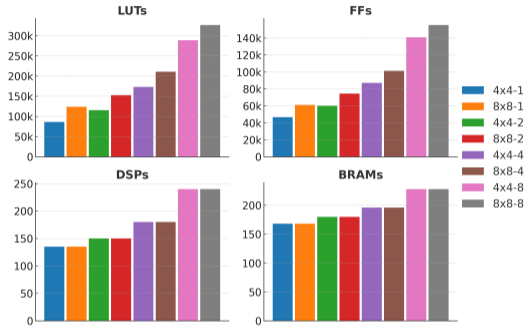 LUTs
300k
250k
200k
150k
100k
50k
0
FFs
140k
120k
100k
80k
60k
40k
20k
0
DSPs
250
200
150
100
50
0
BRAMs
200
150
100
50
0
4x4-1
8x8-1
4x4-2
8x8-2
4x4-4
8x8-4
4x4-8
8x8-8